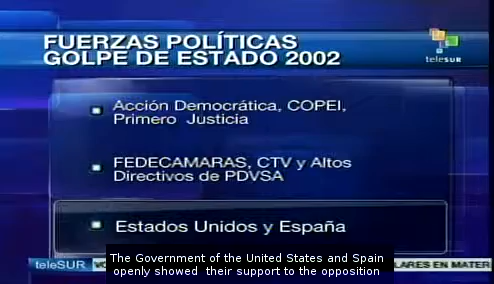 FUERZAS POLÍTICAS
GOLPE DE ESTADO 2002
teleSUR
Acción Democrática, COPEI,
Primero Justicia
FEDECAMARAS, CTV y Altos
Directivos de PDVSA
Estados Unidos y España
The Government of the United States and Spain
openly showed their support to the opposition
teleSUR
LARES EN MATER